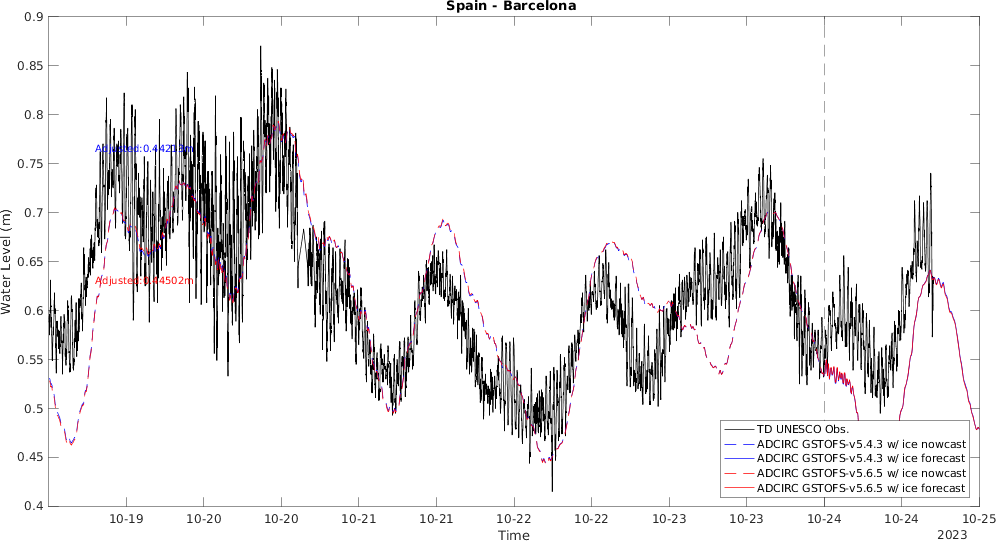 Spain - Barcelona
0.9
0.85
0.8
0.75
0.7
0.65
0.6
0.55
0.5
0.45
0.4
Water Level (m)
Adjusted:0.44502m
TD UNESCO Obs.
ADCIRC GSTOFS-v5.4.3 w/ ice nowcast
ADCIRC GSTOFS-v5.4.3 w/ ice forecast
ADCIRC GSTOFS-v5.6.5 w/ ice nowcast
ADCIRC GSTOFS-v5.6.5 w/ ice forecast
10-19 10-20 10-20 10-21 10-21 10-22 10-22 10-23 10-23 10-24 10-24 10-25
Time
2023